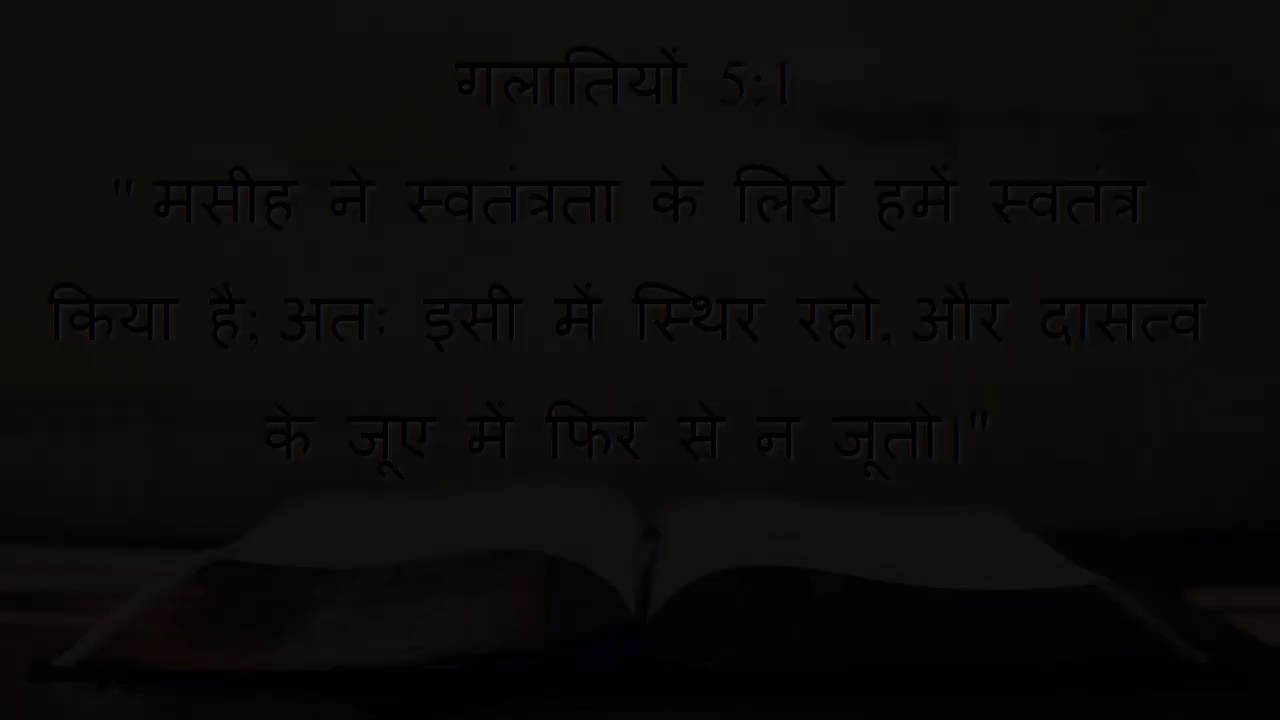 गलातियों 5:1
" मसीह ने स्वतंत्रता के लिये हमें स्वतंत्र
किया है; अतः इसी में स्थिर रहो, और दासत्व
के जूए में फिर से न जूतो।"